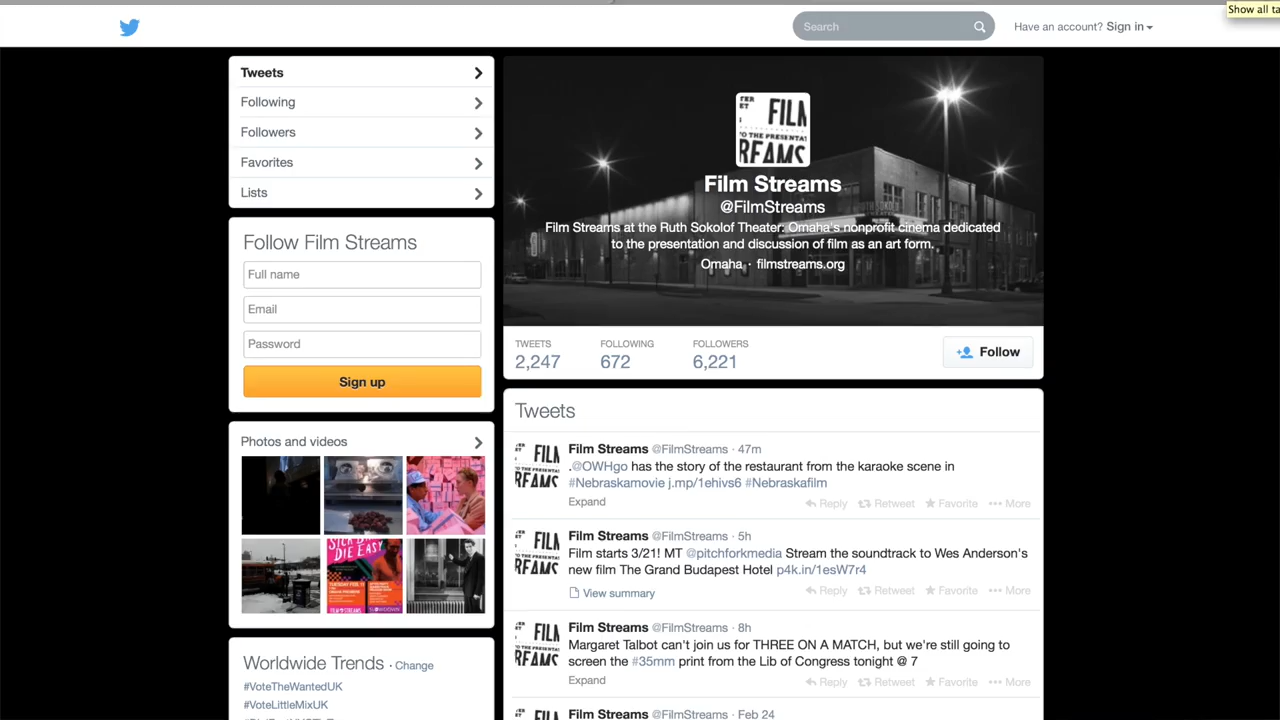 Show all ta
Search
Have an account? Sign in
Tweets
Following
Followers
Favorites
Lists
Follow Film Streams
Full name
Email
Password
Sign up
Photos and videos
DIE EASY
Worldwide Trends · Change
#VoteTheWantedUK
#VoteLittleMixUK
FILM
TO THE PRESENTAT
REAMS
Film Streams
@FilmStreams
Film Streams at the Ruth Sokolof Theater: Omaha's nonprofit cinema dedicated
to the presentation and discussion of film as an art form.
Omaha · filmstreams.org
TWEETS
2,247
FOLLOWING
672
FOLLOWERS
6,221
Follow
Tweets
Film Streams @FilmStreams · 47m
.@OWHgo has the story of the restaurant from the karaoke scene in
#Nebraskamovie j.mp/1ehivs6 #Nebraskafilm
Expand
Reply Retweet Favorite More
Film Streams @FilmStreams · 5h
Film starts 3/21! MT @pitchforkmedia Stream the soundtrack to Wes Anderson's
new film The Grand Budapest Hotel p4k.in/1esW7r4
View summary
Reply Retweet Favorite More
Film Streams @FilmStreams · 8h
Margaret Talbot can't join us for THREE ON A MATCH, but we're still going to
screen the #35mm print from the Lib of Congress tonight @ 7
Expand
Reply Retweet Favorite More
Film Streams @FilmStreams · Feb 24